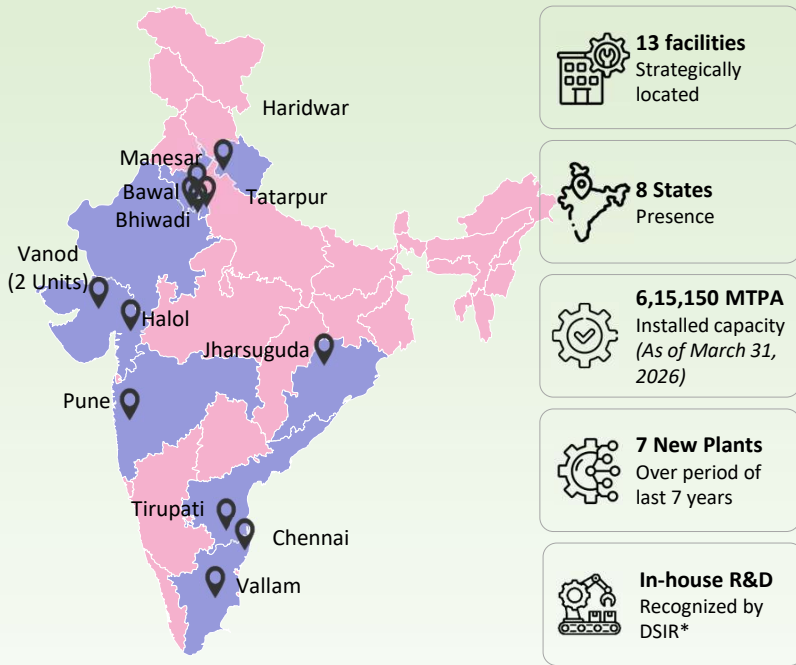 Haridwar
Manesar
Bawal
Tatarpur
Bhiwadi
Vanod
(2 Units)
Halol
Jharsuguda
Pune
Tirupati
Chennai
Vallam
13 facilities
Strategically
located
8 States
Presence
6,15,150 MTPA
Installed capacity
(As of March 31,
2026)
7 New Plants
Over period of
last 7 years
In-house R&D
Recognized by
DSIR*